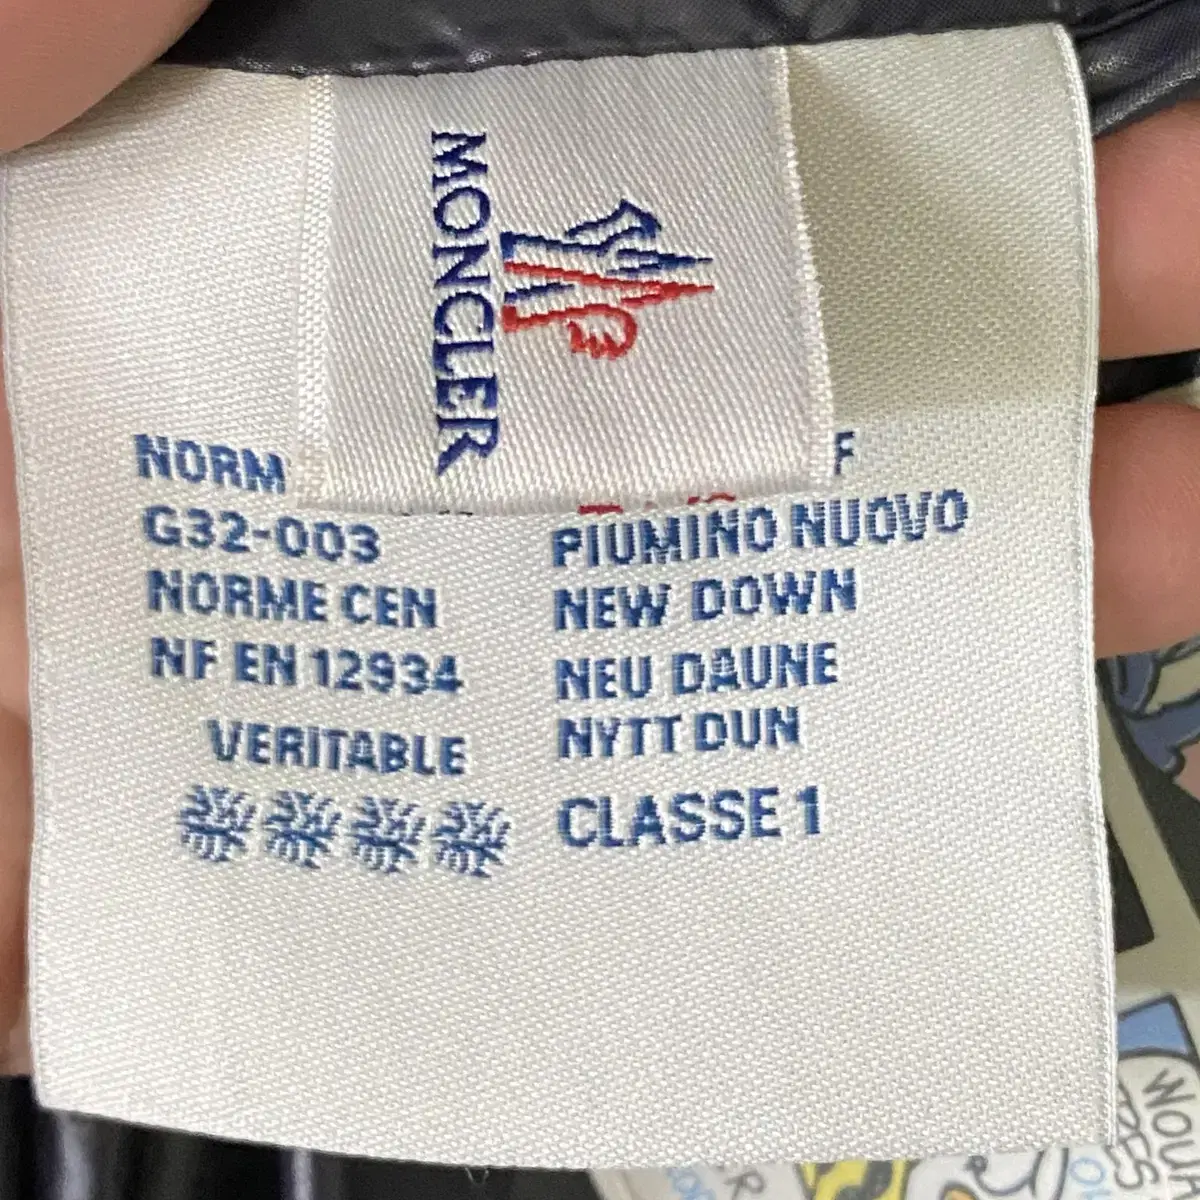 MONCLER
NORM
F
G32-003
NORME CEN
NF EN 12934
VERITABLE
PIUMINO NUOVO
NEW DOWN
NEU DAUNE
NYTT DUN
CLASSE 1